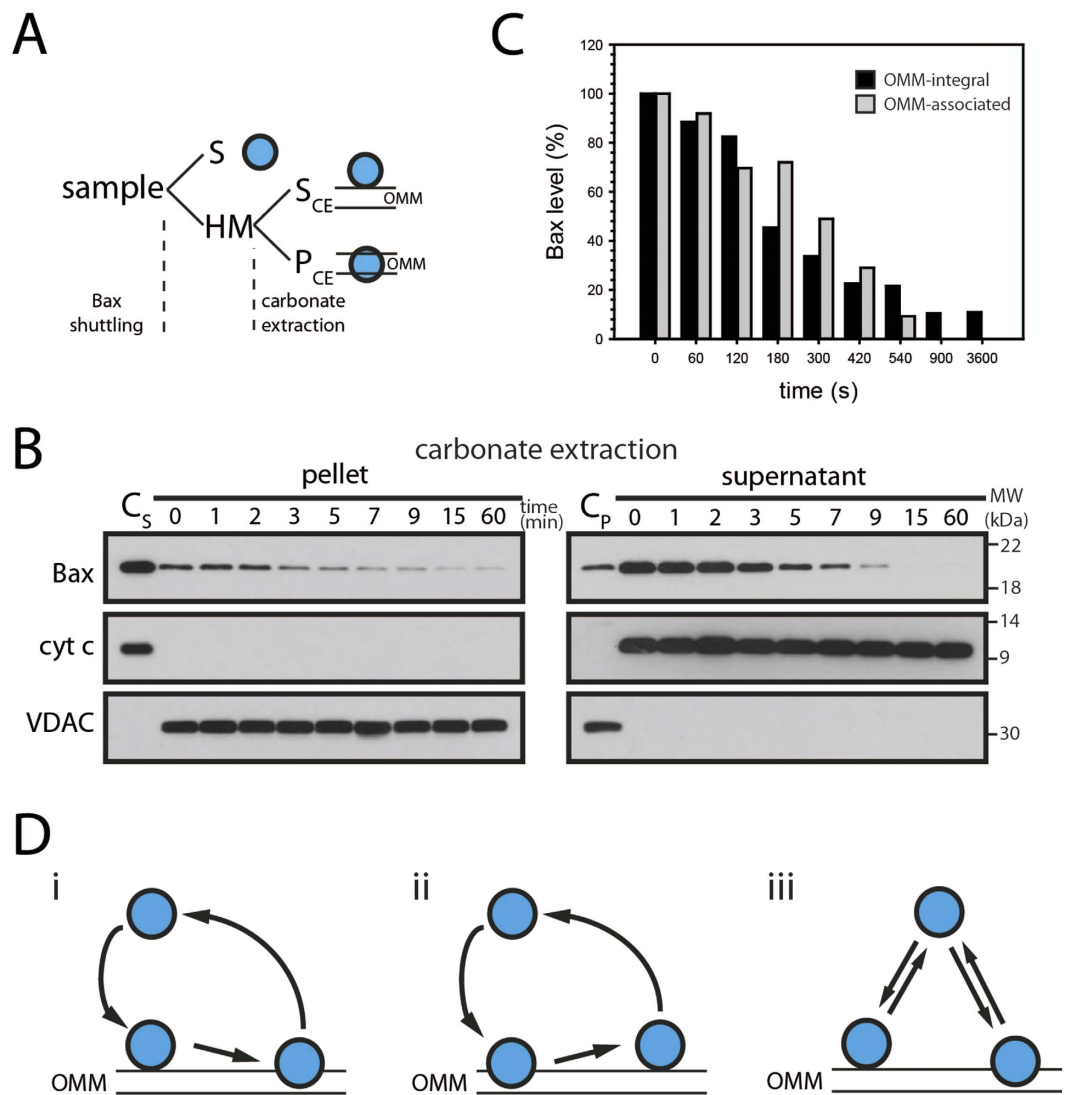 A
sample
S
HM
S CE
OMM
P CE
OMM
Bax
shuttling
carbonate
extraction
C
Bax level (%)
120
100
80
60
40
20
0
OMM-integral
OMM-associated
0 60 120 180 300 420 540 900 3600
time (s)
B
carbonate extraction
pellet
supernatant
C S 0 1 2 3 5 7 9 15 60 time (min)
C P 0 1 2 3 5 7 9 15 60 MW (kDa)
Bax
22
18
cyt c
14
9
VDAC
30
D
i
ii
iii
OMM
OMM
OMM